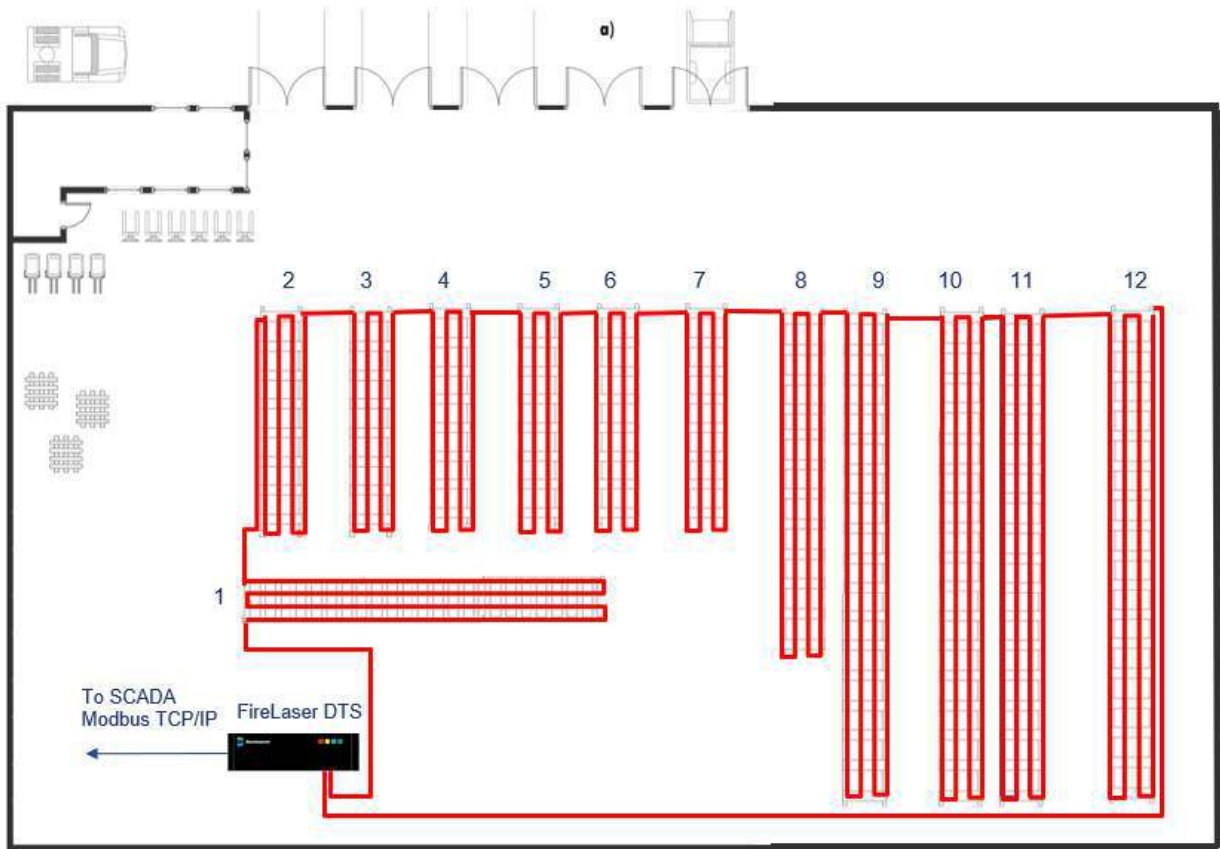 a)
2 3 4 5 6 7 8 9 10 11 12
1
To SCADA
Modbus TCP/IP
FireLaser DTS